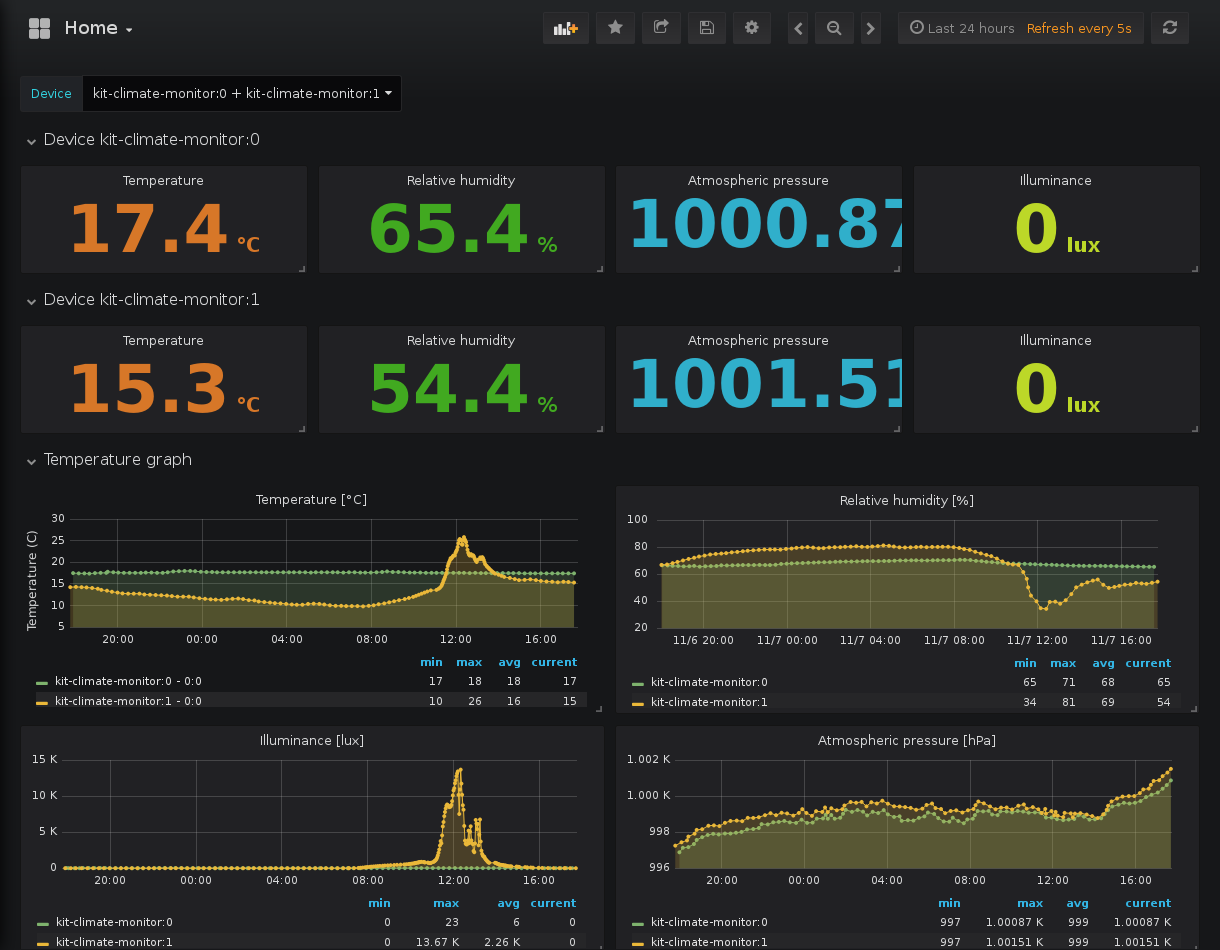 Home
Last 24 hours Refresh every 5s
Device kit-climate-monitor:0 + kit-climate-monitor:1
Device kit-climate-monitor:0
Temperature Relative humidity Atmospheric pressure Illuminance
17.4 °C 65.4 % 1000.87 0 lux
Device kit-climate-monitor:1
Temperature Relative humidity Atmospheric pressure Illuminance
15.3 °C 54.4 % 1001.51 0 lux
Temperature graph
Temperature [°C]
Temperature (C)
30
25
20
15
10
5
20:00 00:00 04:00 08:00 12:00 16:00
min max avg current
kit-climate-monitor:0 - 0:0 17 18 18 17
kit-climate-monitor:1 - 0:0 10 26 16 15
Relative humidity [%]
100
80
60
40
20
11/6 20:00 11/7 00:00 11/7 04:00 11/7 08:00 11/7 12:00 11/7 16:00
min max avg current
kit-climate-monitor:0 65 71 68 65
kit-climate-monitor:1 34 81 69 54
Illuminance [lux]
15 K
10 K
5 K
0
20:00 00:00 04:00 08:00 12:00 16:00
min max avg current
kit-climate-monitor:0 0 23 6 0
kit-climate-monitor:1 0 13.67 K 2.26 K 0
Atmospheric pressure [hPa]
1.002 K
1.000 K
998
996
20:00 00:00 04:00 08:00 12:00 16:00
min max avg current
kit-climate-monitor:0 997 1.00087 K 999 1.00087 K
kit-climate-monitor:1 997 1.00151 K 999 1.00151 K